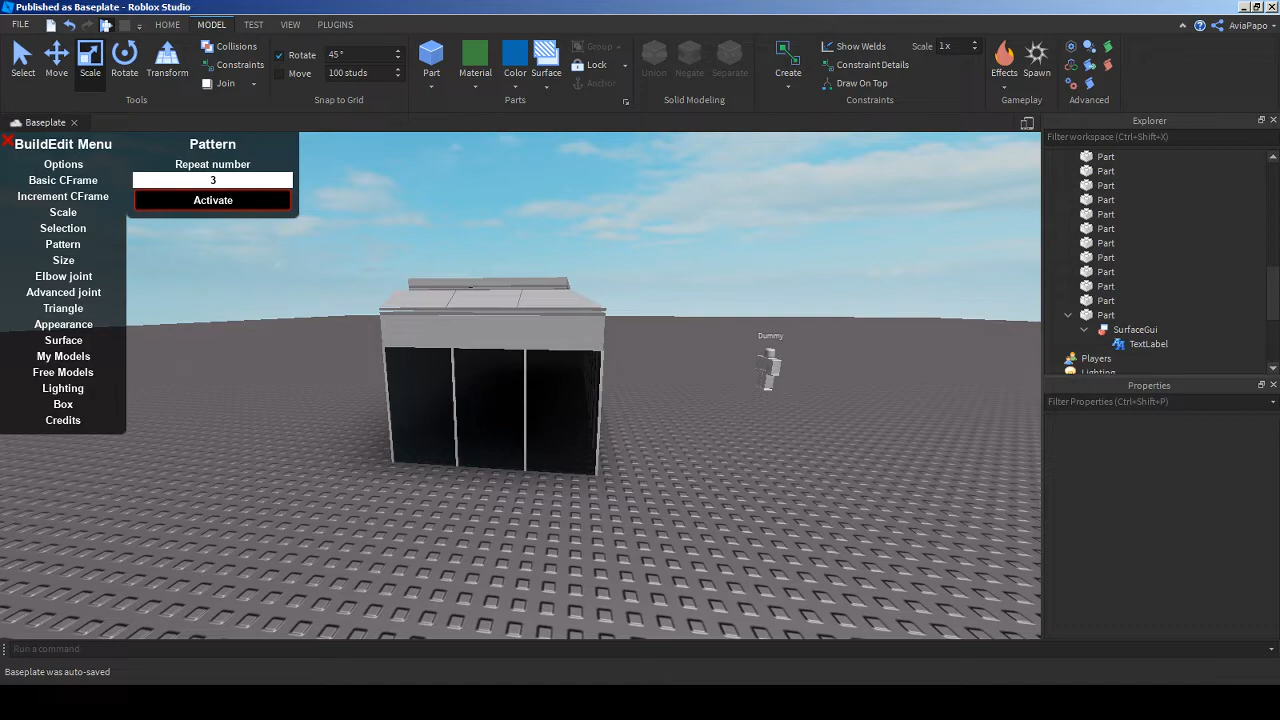 Published as Baseplate - Roblox Studio
FILE HOME MODEL TEST VIEW PLUGINS AviaPapo
Select Move Scale Rotate Transform
Collisions
Constraints
Join
Tools
Rotate 45°
Move 100 studs
Snap to Grid
Part Material Color Surface
Group
Lock
Anchor
Parts
Union Negate Separate
Solid Modeling
Create
Show Welds
Constraint Details
Draw On Top
Scale 1x
Constraints
Effects Spawn
Gameplay
Advanced
Baseplate
BuildEdit Menu
Options
Basic CFrame
Increment CFrame
Scale
Selection
Pattern
Size
Elbow joint
Advanced joint
Triangle
Appearance
Surface
My Models
Free Models
Lighting
Box
Credits
Pattern
Repeat number
3
Activate
Dummy
Explorer
Filter workspace (Ctrl+Shift+X)
Part
Part
Part
Part
Part
Part
Part
Part
Part
Part
Part
Part
SurfaceGui
TextLabel
Players
Lighting
Properties
Filter Properties (Ctrl+Shift+P)
Run a command
Baseplate was auto-saved